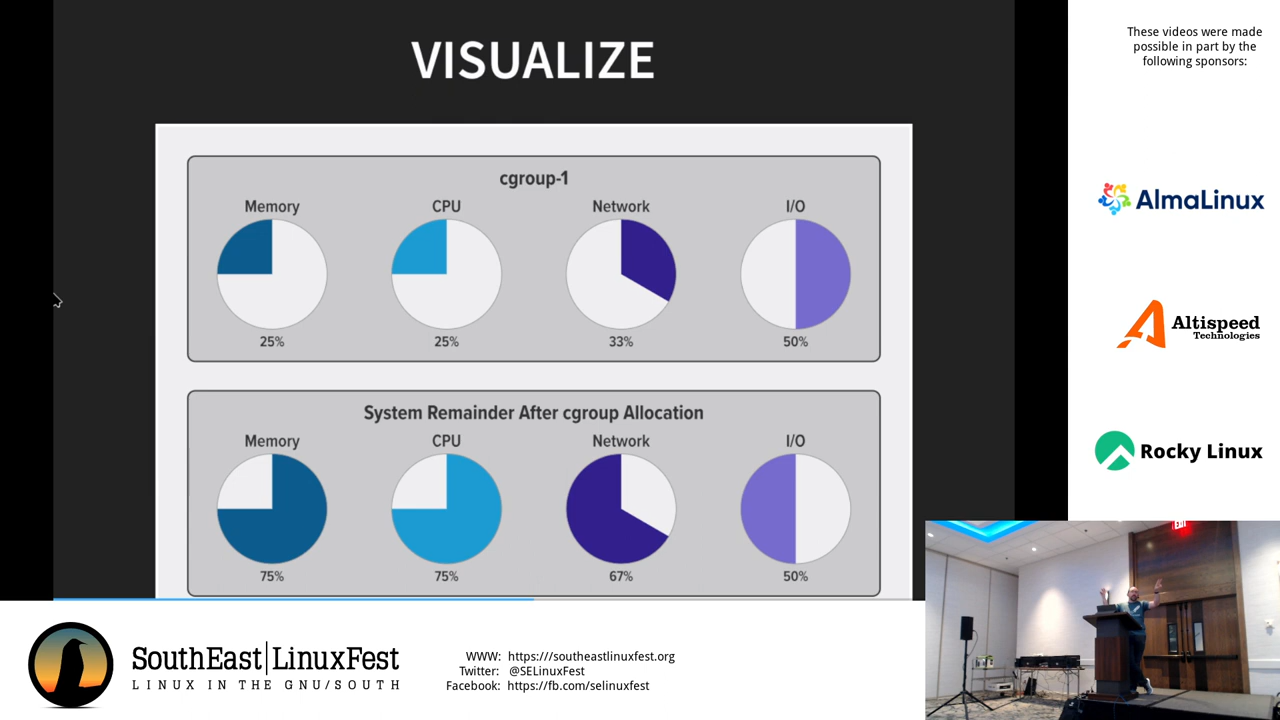 VISUALIZE
cgroup-1
Memory CPU Network I/O
25% 25% 33% 50%
System Remainder After cgroup Allocation
Memory CPU Network I/O
75% 75% 67% 50%
These videos were made
possible in part by the
following sponsors:
AlmaLinux
Altispeed
Technologies
Rocky Linux
EXIT
SouthEast|LinuxFest
LINUX IN THE GNU/SOUTH
WWW: https:///southeastlinuxfest.org
Twitter: @SELinuxFest
Facebook: https://fb.com/selinuxfest